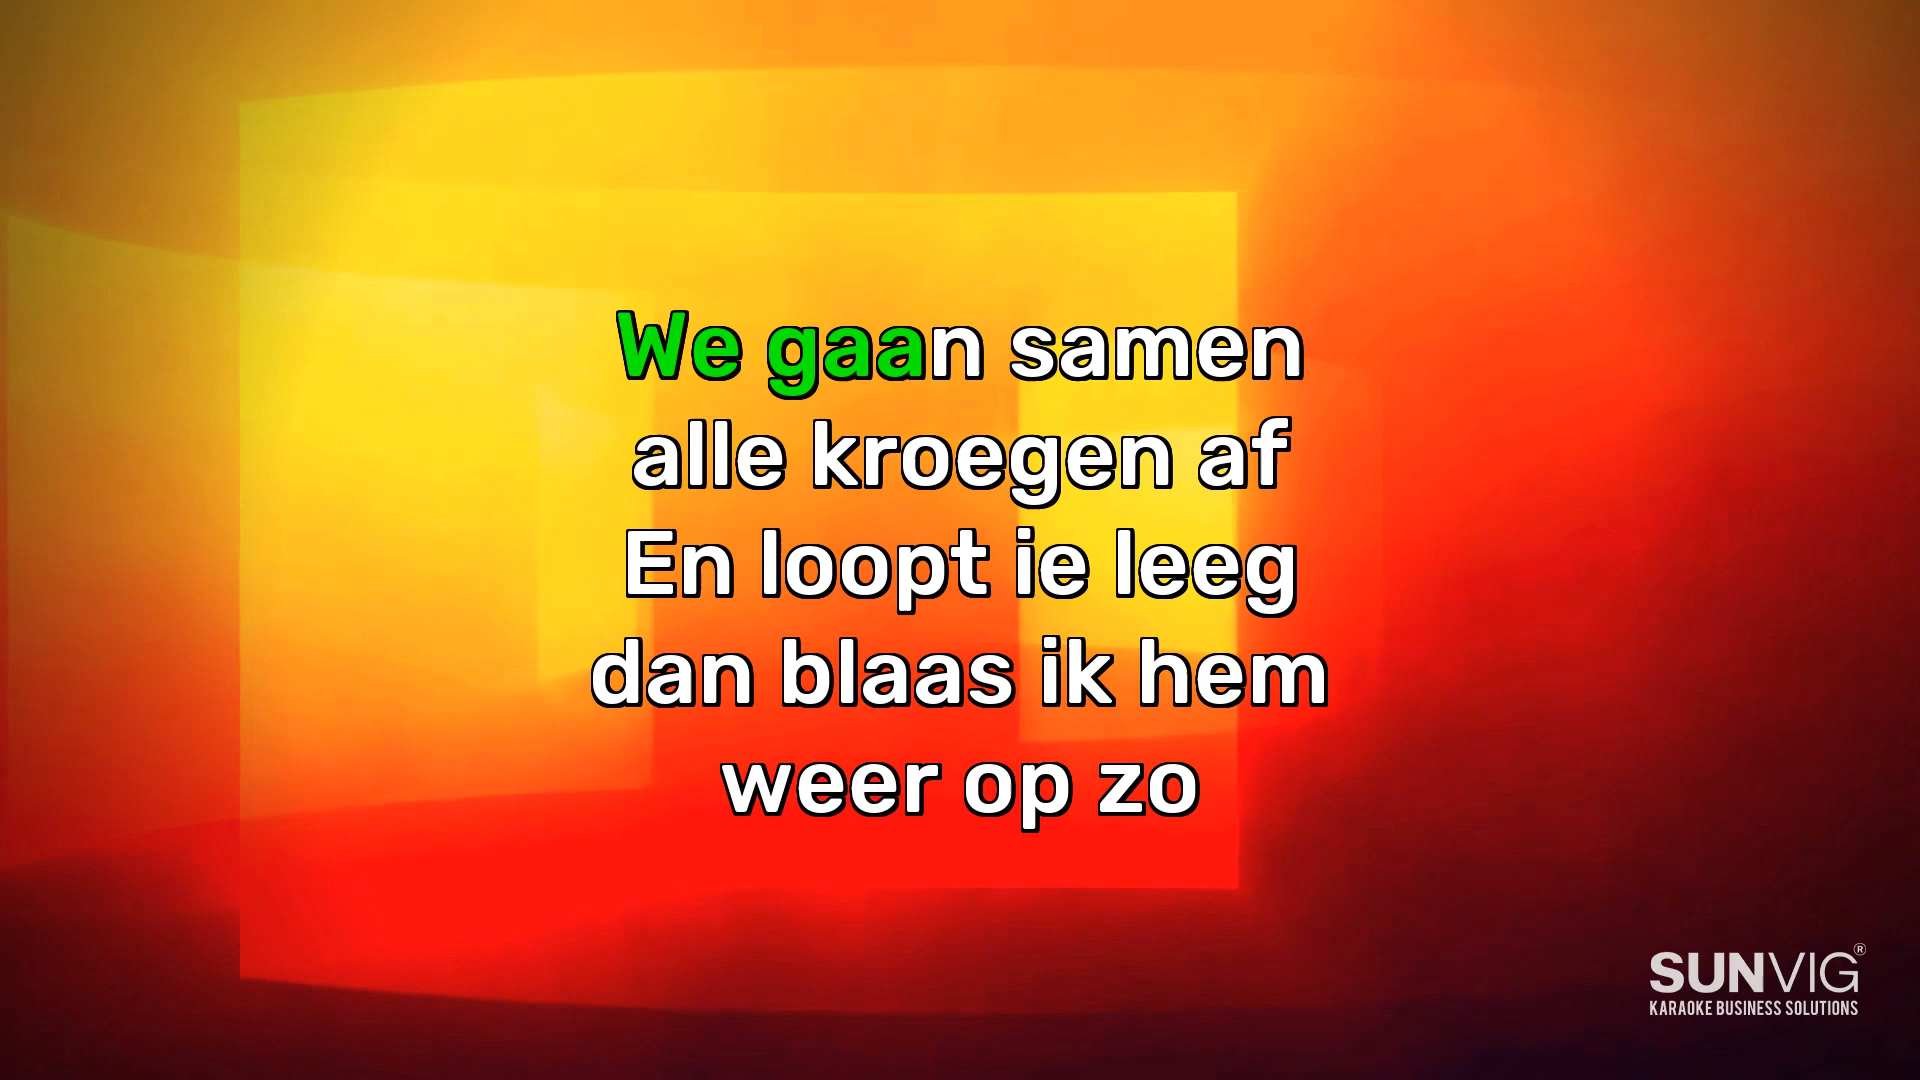 We gaan samen
alle kroegen af
En loopt ie leeg
dan blaas ik hem
weer op zo
SUNVIG®
KARAOKE BUSINESS SOLUTIONS